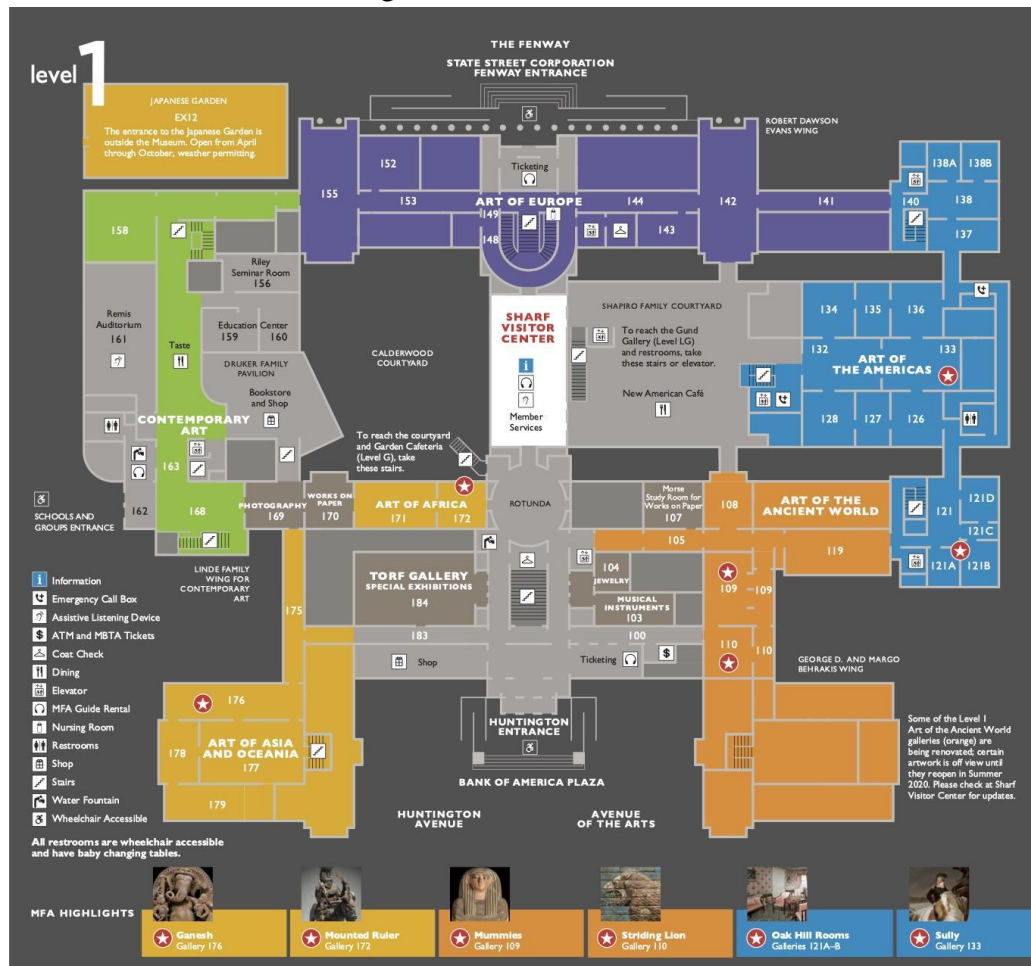 level 1
THE FENWAY
STATE STREET CORPORATION
FENWAY ENTRANCE
JAPANESE GARDEN
EX12
The entrance to the Japanese Garden is
outside the Museum. Open from April
through October, weather permitting.
ROBERT DAWSON
EVANS WING
152
Ticketing
138A
138B
155
153
ART OF EUROPE
144
142
141
140
138
149
148
143
137
158
Riley
Seminar Room
156
Remis
Auditorium
161
Education Center
159
160
Taste
DRUKER FAMILY
PAVILION
Bookstore
and Shop
CALDERWOOD
COURTYARD
SHARF
VISITOR
CENTER
i
Member
Services
SHAPIRO FAMILY COURTYARD
To reach the Gund
Gallery (Level LG)
and restrooms, take
these stairs or elevator.
New American Café
134
135
136
132
133
ART OF
THE AMERICAS
128
127
126
CONTEMPORARY
ART
To reach the courtyard
and Garden Cafeteria
(Level G), take
these stairs.
163
SCHOOLS AND
GROUPS ENTRANCE
162
168
PHOTOGRAPHY
169
WORKS ON
PAPER
170
ART OF AFRICA
171
172
ROTUNDA
Morse
Study Room for
Works on Paper
107
108
ART OF THE
ANCIENT WORLD
121
121D
121C
105
119
121A
121B
LINDE FAMILY
WING FOR
CONTEMPORARY
ART
TORF GALLERY
SPECIAL EXHIBITIONS
184
104
JEWELRY
MUSICAL
INSTRUMENTS
103
109
109
175
183
100
Shop
Ticketing
$
110
110
GEORGE D. AND MARGO
BEHRAKIS WING
i Information
Emergency Call Box
Assistive Listening Device
$ ATM and MBTA Tickets
Coat Check
Dining
Elevator
MFA Guide Rental
Nursing Room
Restrooms
Shop
Stairs
Water Fountain
Wheelchair Accessible
All restrooms are wheelchair accessible
and have baby changing tables.
176
178
ART OF ASIA
AND OCEANIA
177
179
HUNTINGTON
ENTRANCE
BANK OF AMERICA PLAZA
HUNTINGTON
AVENUE
AVENUE
OF THE ARTS
Some of the Level 1
Art of the Ancient World
galleries (orange) are
being renovated; certain
artwork is off view until
they reopen in Summer
2020. Please check at Sharf
Visitor Center for updates.
MFA HIGHLIGHTS
Ganesh
Gallery 176
Mounted Ruler
Gallery 172
Mummies
Gallery 109
Striding Lion
Gallery 110
Oak Hill Rooms
Galleries 121A–B
Sully
Gallery 133